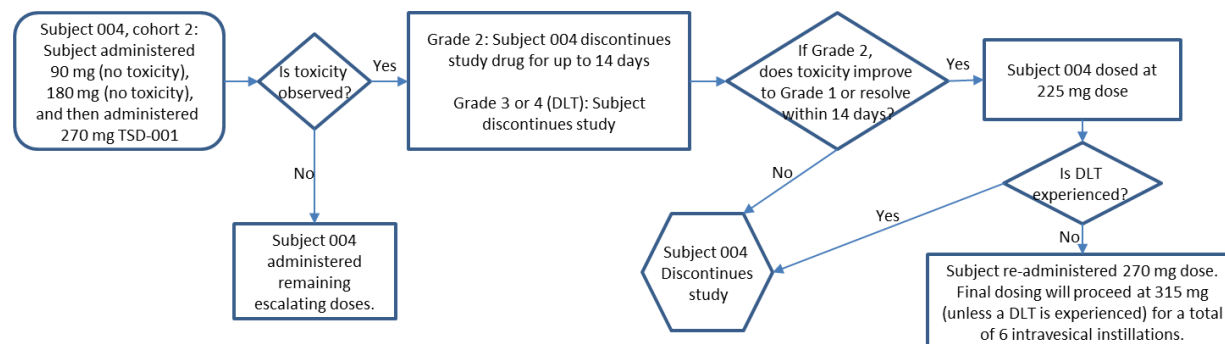 Subject 004, cohort 2:
Subject administered
90 mg (no toxicity),
180 mg (no toxicity),
and then administered
270 mg TSD-001
Is toxicity
observed?
Yes
No
Subject 004
administered
remaining
escalating doses.
Grade 2: Subject 004 discontinues
study drug for up to 14 days
Grade 3 or 4 (DLT): Subject
discontinues study
If Grade 2,
does toxicity improve
to Grade 1 or resolve
within 14 days?
Yes
No
Subject 004 dosed at
225 mg dose
Is DLT
experienced?
Yes
No
Subject 004
Discontinues
study
Subject re-administered 270 mg dose.
Final dosing will proceed at 315 mg
(unless a DLT is experienced) for a total
of 6 intravesical instillations.